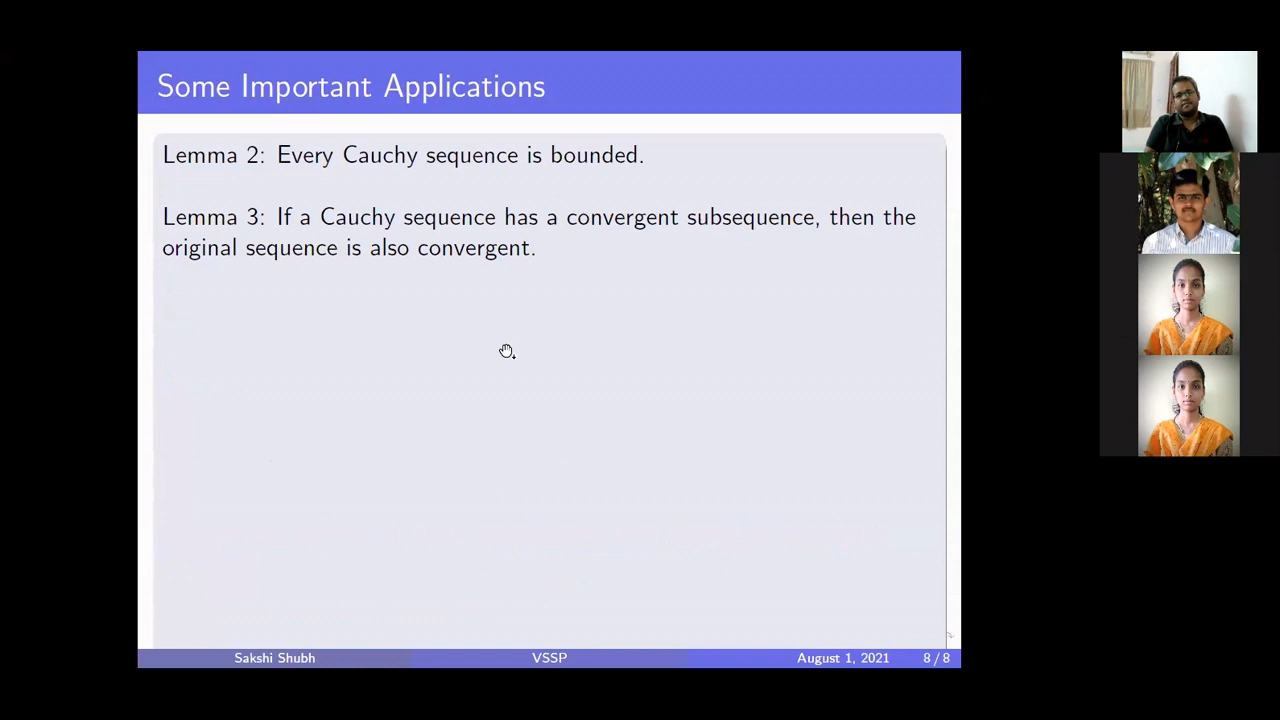 Some Important Applications
Lemma 2: Every Cauchy sequence is bounded.
Lemma 3: If a Cauchy sequence has a convergent subsequence, then the
original sequence is also convergent.
Sakshi Shubh VSSP August 1, 2021 8 / 8